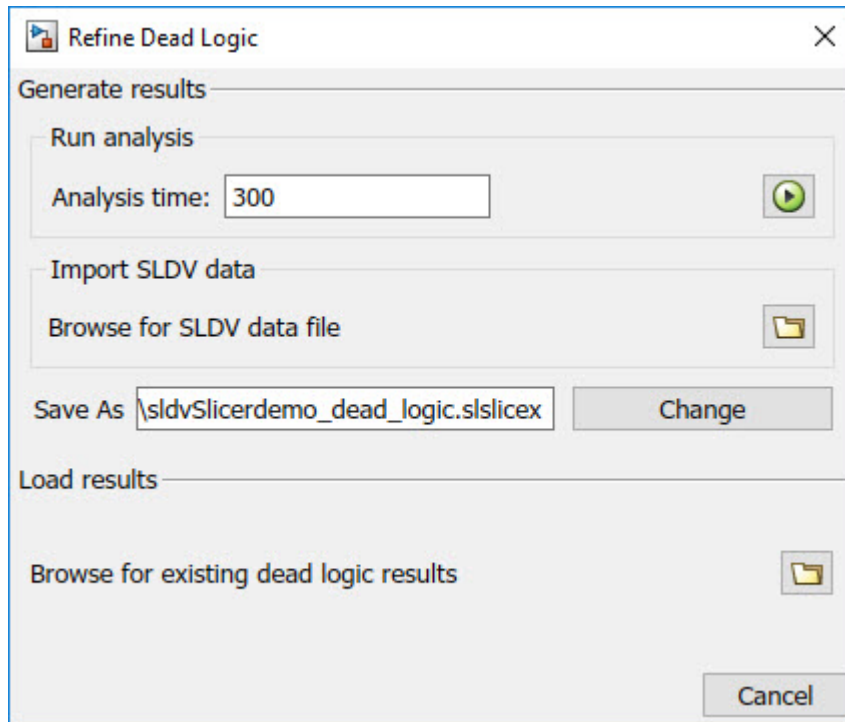 Refine Dead Logic
Generate results
Run analysis
Analysis time: 300
Import SLDV data
Browse for SLDV data file
Save As \sldvSlicerdemo_dead_logic.slslicex Change
Load results
Browse for existing dead logic results
Cancel